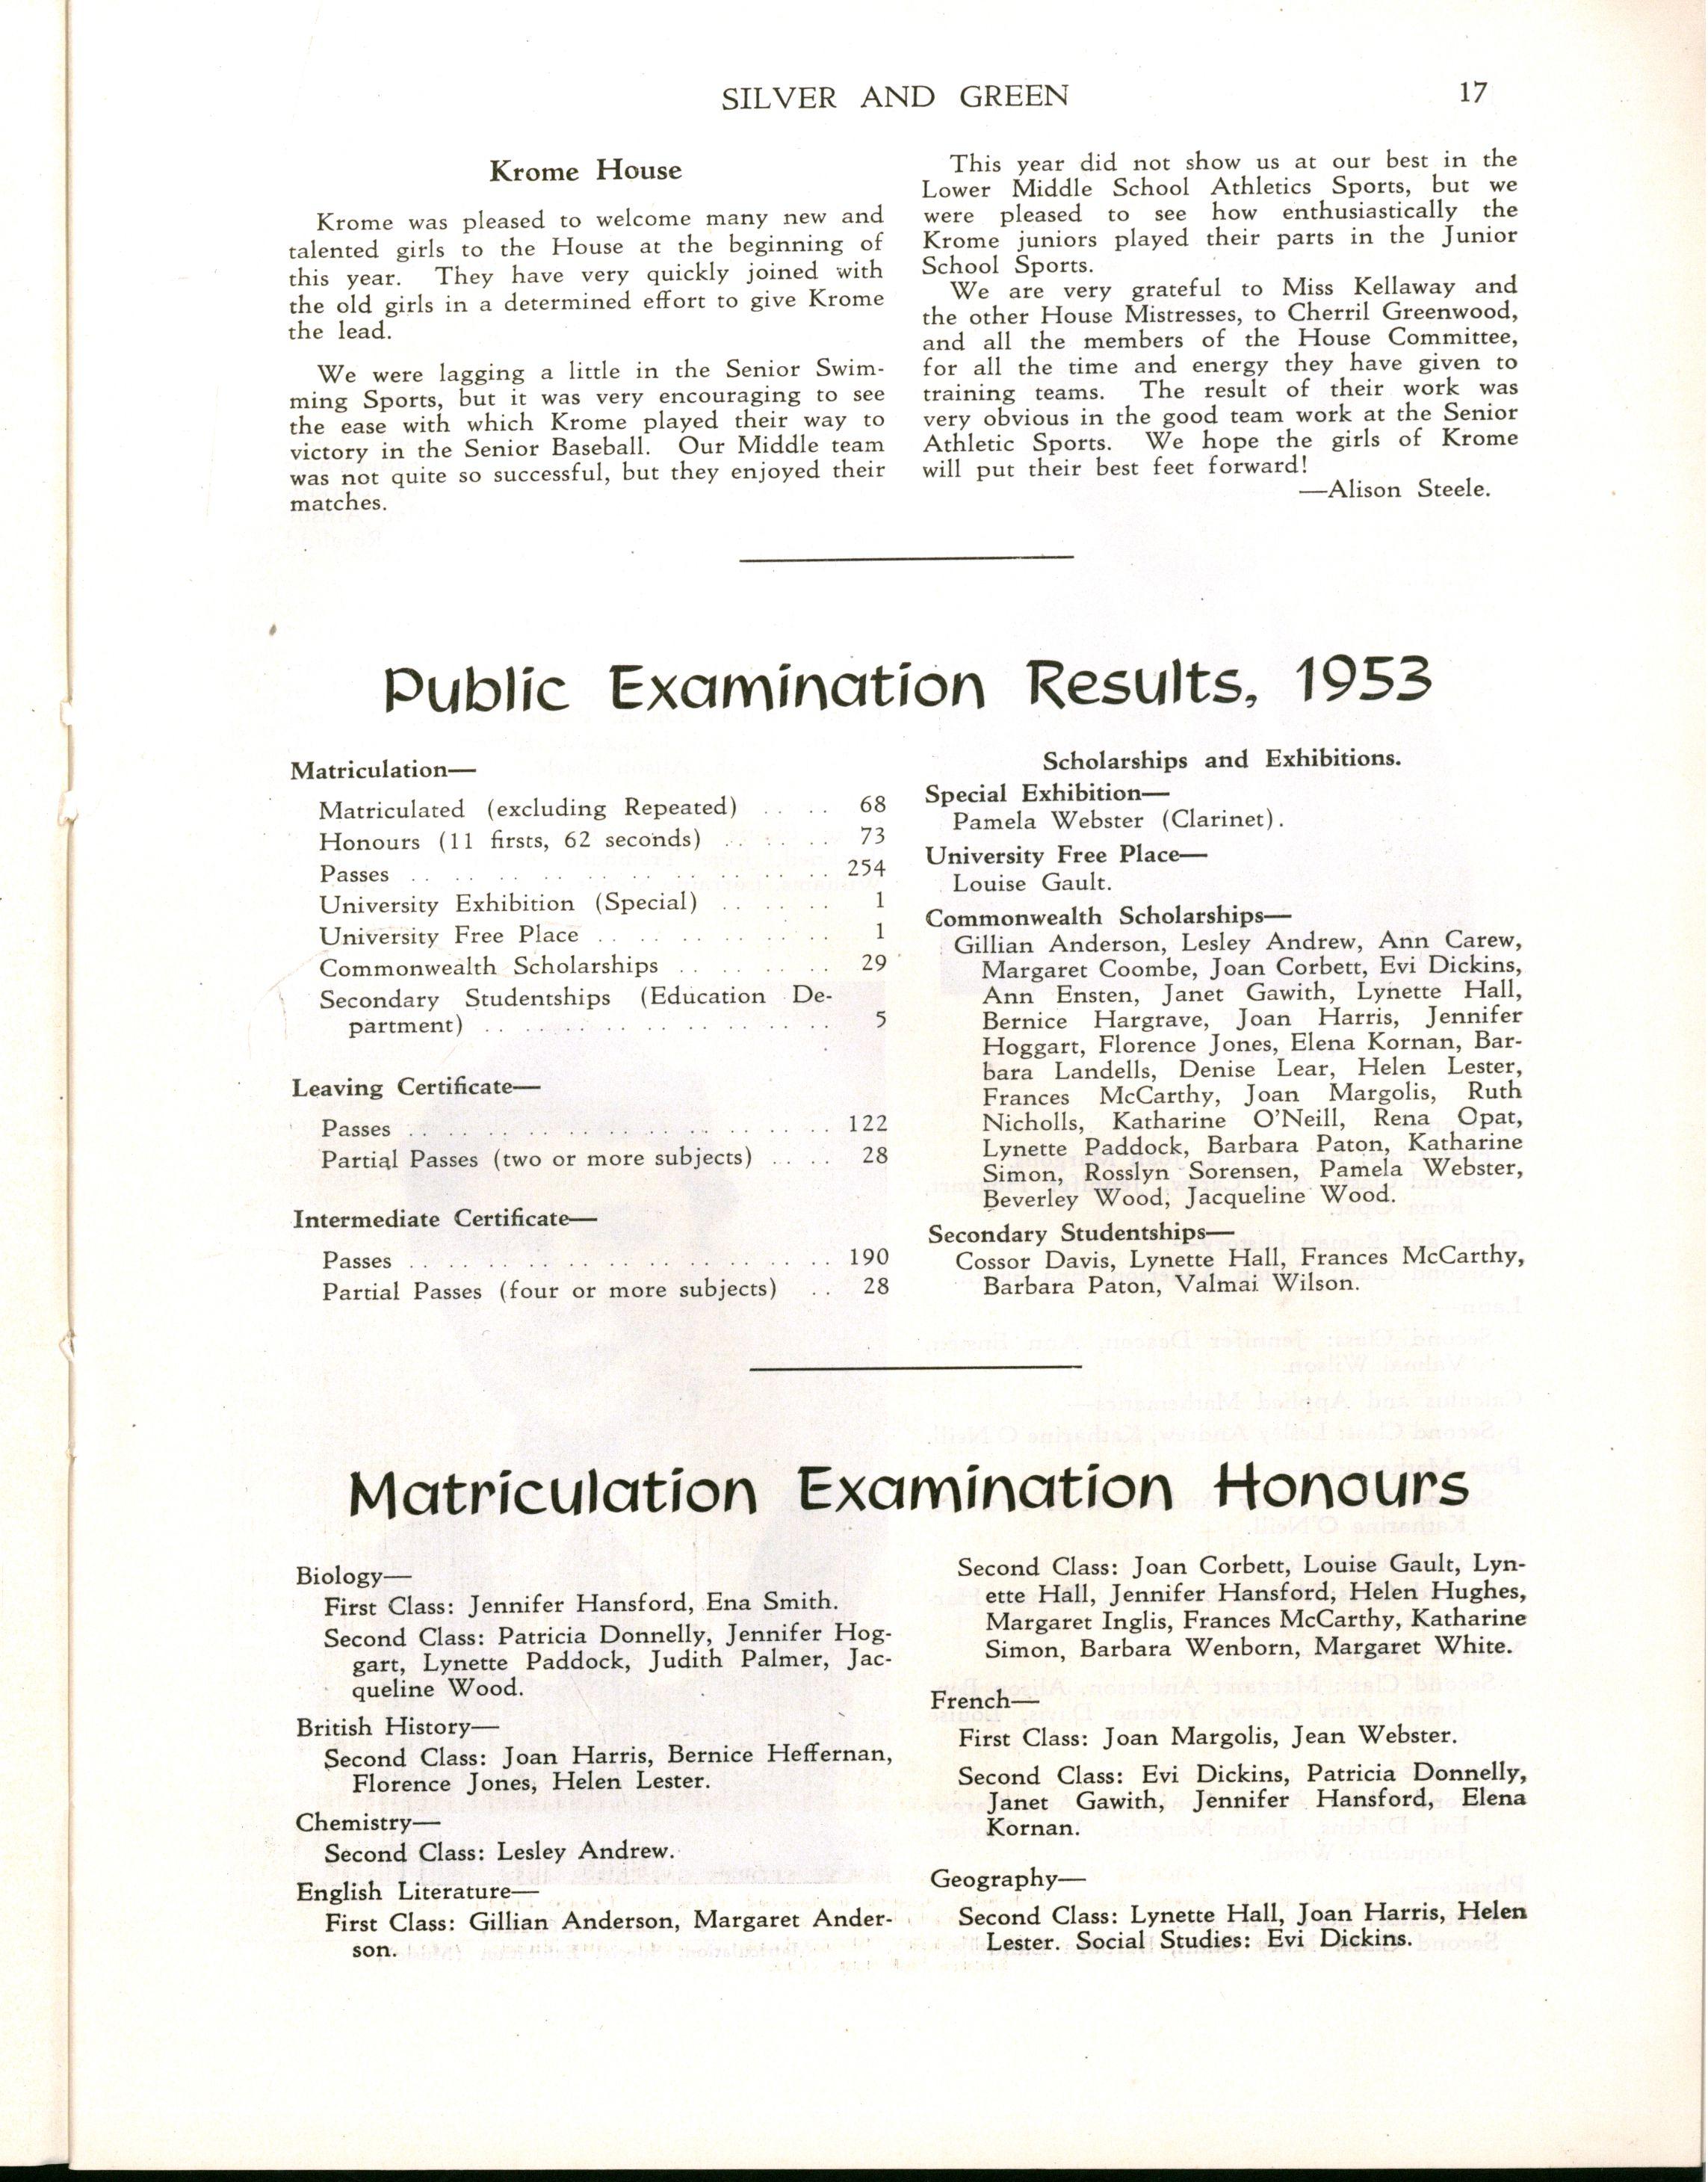 SILVER AND GREEN
17
Krome House
Krome was pleased to welcome many new and
talented girls to the House at the beginning of
this year. They have very quickly joined with
the old girls in a determined effort to give Krome
the lead.
We were lagging a little in the Senior Swim-
ming Sports, but it was very encouraging to see
the ease with which Krome played their way to
victory in the Senior Baseball. Our Middle team
was not quite so successful, but they enjoyed their
matches.
This year did not show us at our best in the
Lower Middle School Athletics Sports, but we
were pleased to see how enthusiastically the
Krome juniors played their parts in the Junior
School Sports.
We are very grateful to Miss Kellaway and
the other House Mistresses, to Cherril Greenwood,
and all the members of the House Committee,
for all the time and energy they have given to
training teams. The result of their work was
very obvious in the good team work at the Senior
Athletic Sports. We hope the girls of Krome
will put their best feet forward!
—Alison Steele.
Public Examination Results, 1953
Matriculation—
Matriculated (excluding Repeated) . . . . 68
Honours (11 firsts, 62 seconds) . . . . . . 73
Passes . . . . . . . . . . . . . . 254
University Exhibition (Special) . . . . . . 1
University Free Place . . . . . . . . 1
Commonwealth Scholarships . . . . . . 29
Secondary Studentships (Education De-
partment) . . . . . . . . . . . . 5
Leaving Certificate—
Passes . . . . . . . . . . . . . . 122
Partial Passes (two or more subjects) . . . . 28
Intermediate Certificate—
Passes . . . . . . . . . . . . . . 190
Partial Passes (four or more subjects) . . 28
Scholarships and Exhibitions.
Special Exhibition—
Pamela Webster (Clarinet).
University Free Place—
Louise Gault.
Commonwealth Scholarships—
Gillian Anderson, Lesley Andrew, Ann Carew,
Margaret Coombe, Joan Corbett, Evi Dickins,
Ann Ensten, Janet Gawith, Lynette Hall,
Bernice Hargrave, Joan Harris, Jennifer
Hoggart, Florence Jones, Elena Kornan, Bar-
bara Landells, Denise Lear, Helen Lester,
Frances McCarthy, Joan Margolis, Ruth
Nicholls, Katharine O'Neill, Rena Opat,
Lynette Paddock, Barbara Paton, Katharine
Simon, Rosslyn Sorensen, Pamela Webster,
Beverley Wood, Jacqueline Wood.
Secondary Studentships—
Cossor Davis, Lynette Hall, Frances McCarthy,
Barbara Paton, Valmai Wilson.
Matriculation Examination Honours
Biology—
First Class: Jennifer Hansford, Ena Smith.
Second Class: Patricia Donnelly, Jennifer Hog-
gart, Lynette Paddock, Judith Palmer, Jac-
queline Wood.
British History—
Second Class: Joan Harris, Bernice Heffernan,
Florence Jones, Helen Lester.
Chemistry—
Second Class: Lesley Andrew.
English Literature—
First Class: Gillian Anderson, Margaret Ander-
son.
Second Class: Joan Corbett, Louise Gault, Lyn-
ette Hall, Jennifer Hansford, Helen Hughes,
Margaret Inglis, Frances McCarthy, Katharine
Simon, Barbara Wenborn, Margaret White.
French—
First Class: Joan Margolis, Jean Webster.
Second Class: Evi Dickins, Patricia Donnelly,
Janet Gawith, Jennifer Hansford, Elena
Kornan.
Geography—
Second Class: Lynette Hall, Joan Harris, Helen
Lester. Social Studies: Evi Dickins.